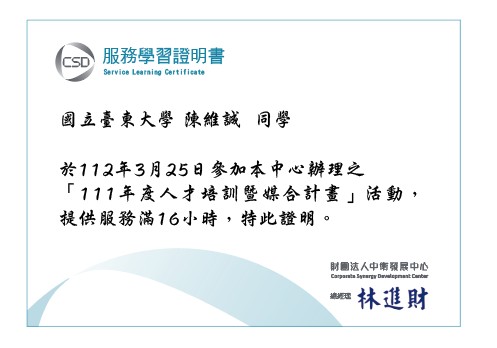 CSD 服務學習證明書
Service Learning Certificate
國立臺東大學 陳維誠 同學
於112年3月25日參加本中心辦理之
「111年度人才培訓暨媒合計畫」活動，
提供服務滿16小時，特此證明。
財團法人中衛發展中心
Corporate Synergy Development Center
總經理 林進財